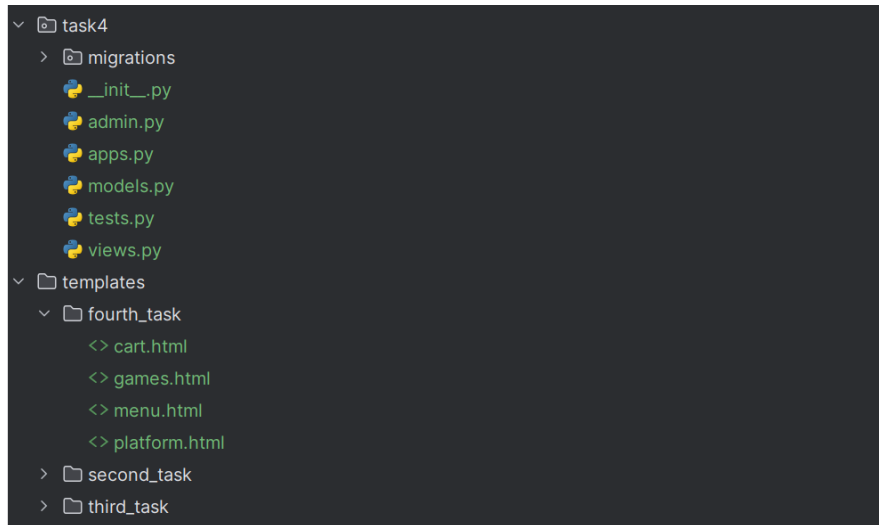 task4
migrations
__init__.py
admin.py
apps.py
models.py
tests.py
views.py
templates
fourth_task
cart.html
games.html
menu.html
platform.html
second_task
third_task